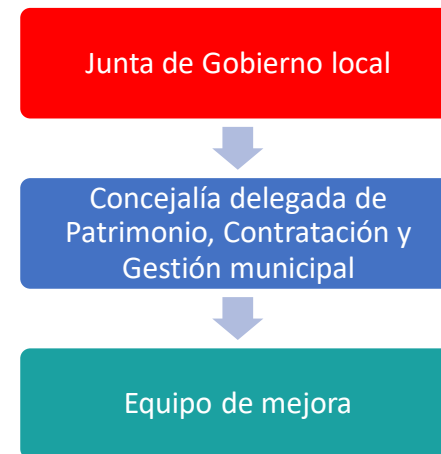 Junta de Gobierno local
Concejalía delegada de
Patrimonio, Contratación y
Gestión municipal
Equipo de mejora